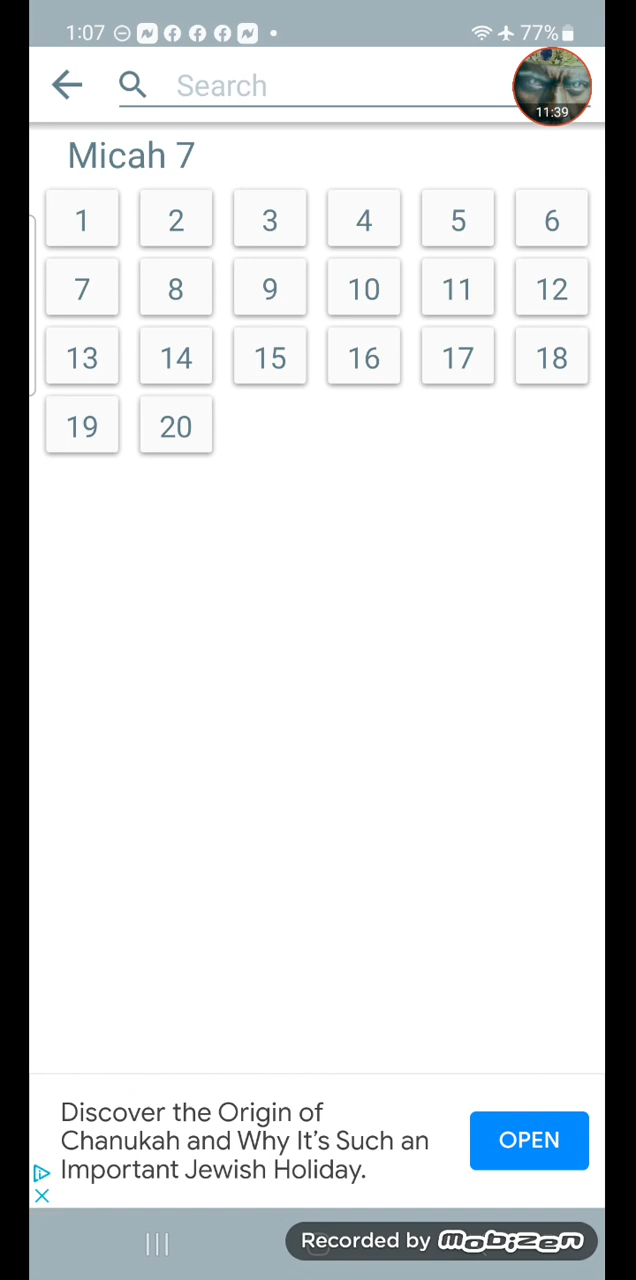 1:07 77%
Search
11:39
Micah 7
1 2 3 4 5 6
7 8 9 10 11 12
13 14 15 16 17 18
19 20
Discover the Origin of
Chanukah and Why It's Such an
Important Jewish Holiday.
OPEN
Recorded by mobizen